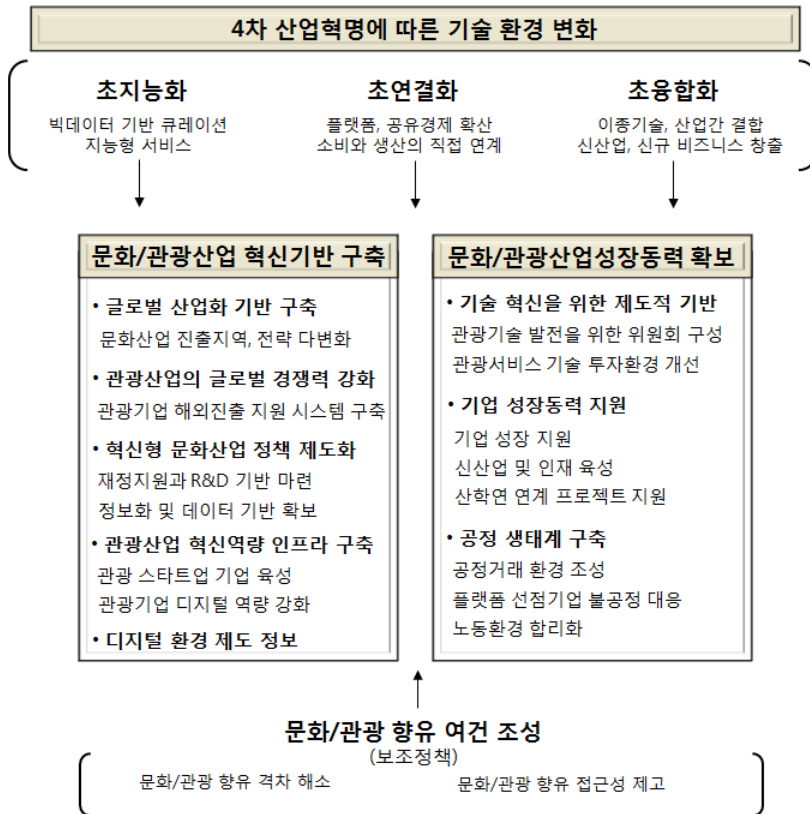 4차 산업혁명에 따른 기술 환경 변화
초지능화
빅데이터 기반 큐레이션
지능형 서비스
초연결화
플랫폼, 공유경제 확산
소비와 생산의 직접 연계
초융합화
이종기술, 산업간 결합
신산업, 신규 비즈니스 창출
문화/관광산업 혁신기반 구축
• 글로벌 산업화 기반 구축
문화산업 진출지역, 전략 다변화
• 관광산업의 글로벌 경쟁력 강화
관광기업 해외진출 지원 시스템 구축
• 혁신형 문화산업 정책 제도화
재정지원과 R&D 기반 마련
정보화 및 데이터 기반 확보
• 관광산업 혁신역량 인프라 구축
관광 스타트업 기업 육성
관광기업 디지털 역량 강화
• 디지털 환경 제도 정보
문화/관광산업성장동력 확보
• 기술 혁신을 위한 제도적 기반
관광기술 발전을 위한 위원회 구성
관광서비스 기술 투자환경 개선
• 기업 성장동력 지원
기업 성장 지원
신산업 및 인재 육성
산학연 연계 프로젝트 지원
• 공정 생태계 구축
공정거래 환경 조성
플랫폼 선점기업 불공정 대응
노동환경 합리화
문화/관광 향유 여건 조성
(보조정책)
문화/관광 향유 격차 해소
문화/관광 향유 접근성 제고